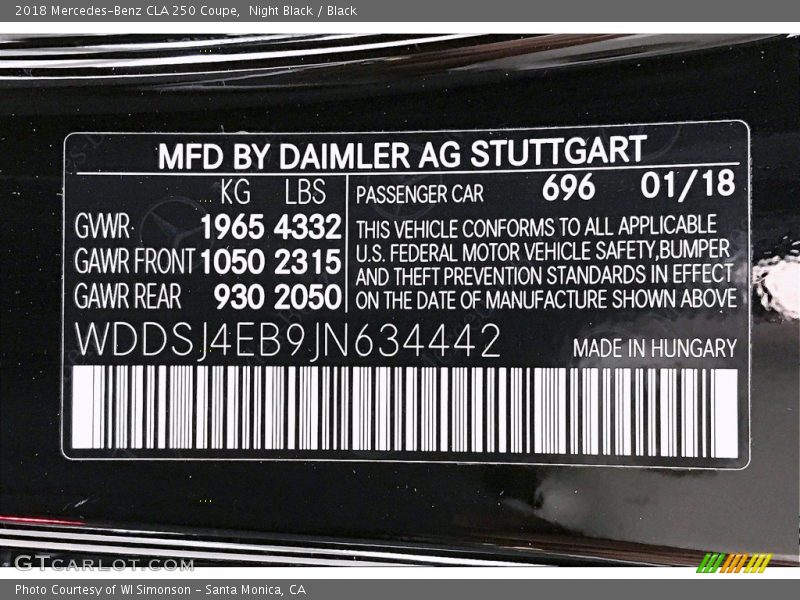 2018 Mercedes-Benz CLA 250 Coupe,  Night Black / Black
MFD BY DAIMLER AG STUTTGART
KG LBS
GVWR 1965 4332
GAWR FRONT 1050 2315
GAWR REAR 930 2050
PASSENGER CAR 696 01/18
THIS VEHICLE CONFORMS TO ALL APPLICABLE
U.S. FEDERAL MOTOR VEHICLE SAFETY,BUMPER
AND THEFT PREVENTION STANDARDS IN EFFECT
ON THE DATE OF MANUFACTURE SHOWN ABOVE
WDDSJ4EB9JN634442
MADE IN HUNGARY
GTCARLOT.COM
Photo Courtesy of WI Simonson - Santa Monica, CA